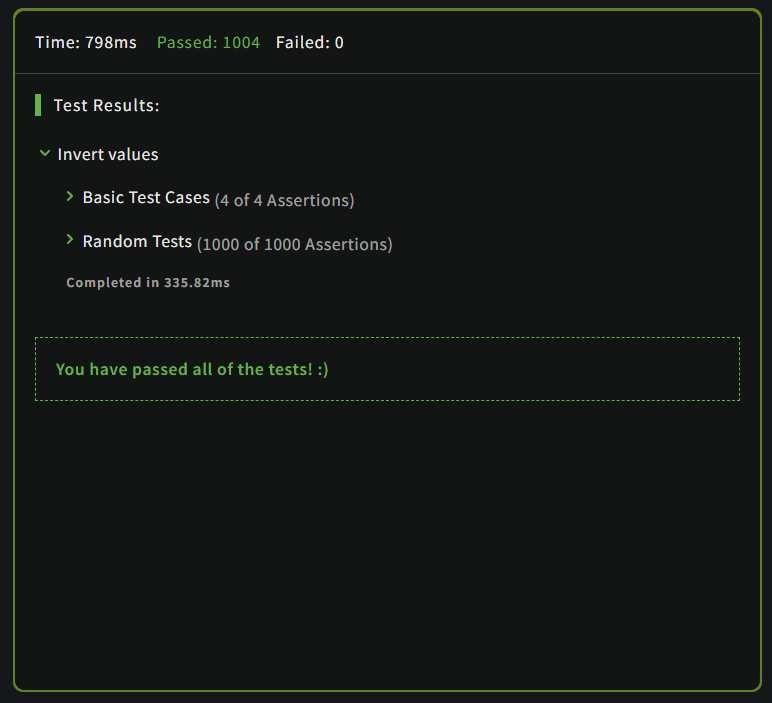 Time: 798ms Passed: 1004 Failed: 0
Test Results:
Invert values
Basic Test Cases (4 of 4 Assertions)
Random Tests (1000 of 1000 Assertions)
Completed in 335.82ms
You have passed all of the tests! :)